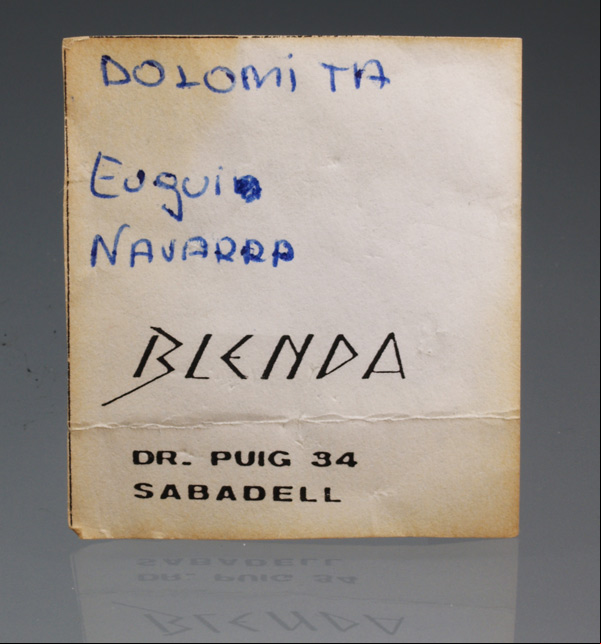 DOLOMITA
Eugui
NAVARRA
BLENDA
DR. PUIG 34
SABADELL